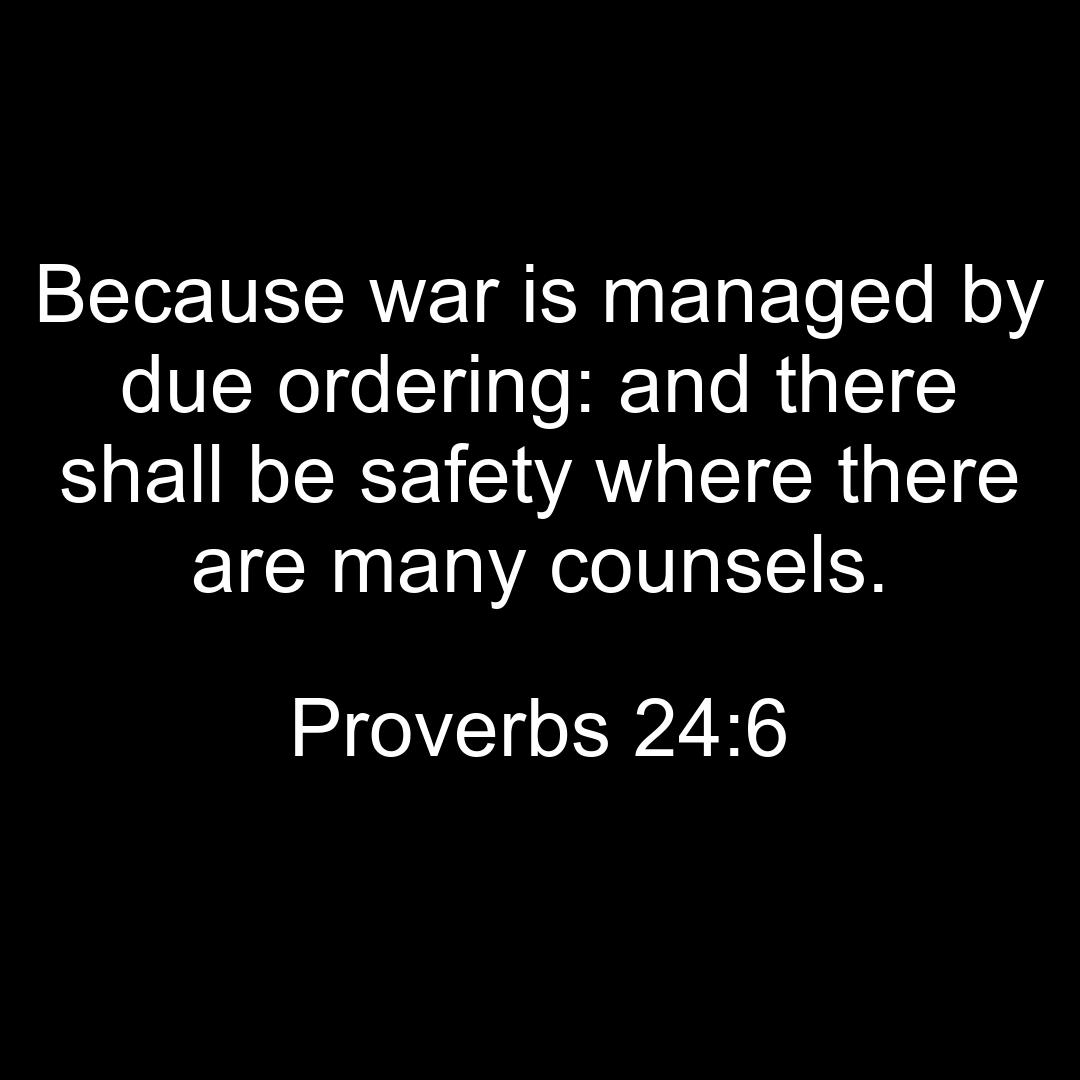 Because war is managed by
due ordering: and there
shall be safety where there
are many counsels.
Proverbs 24:6